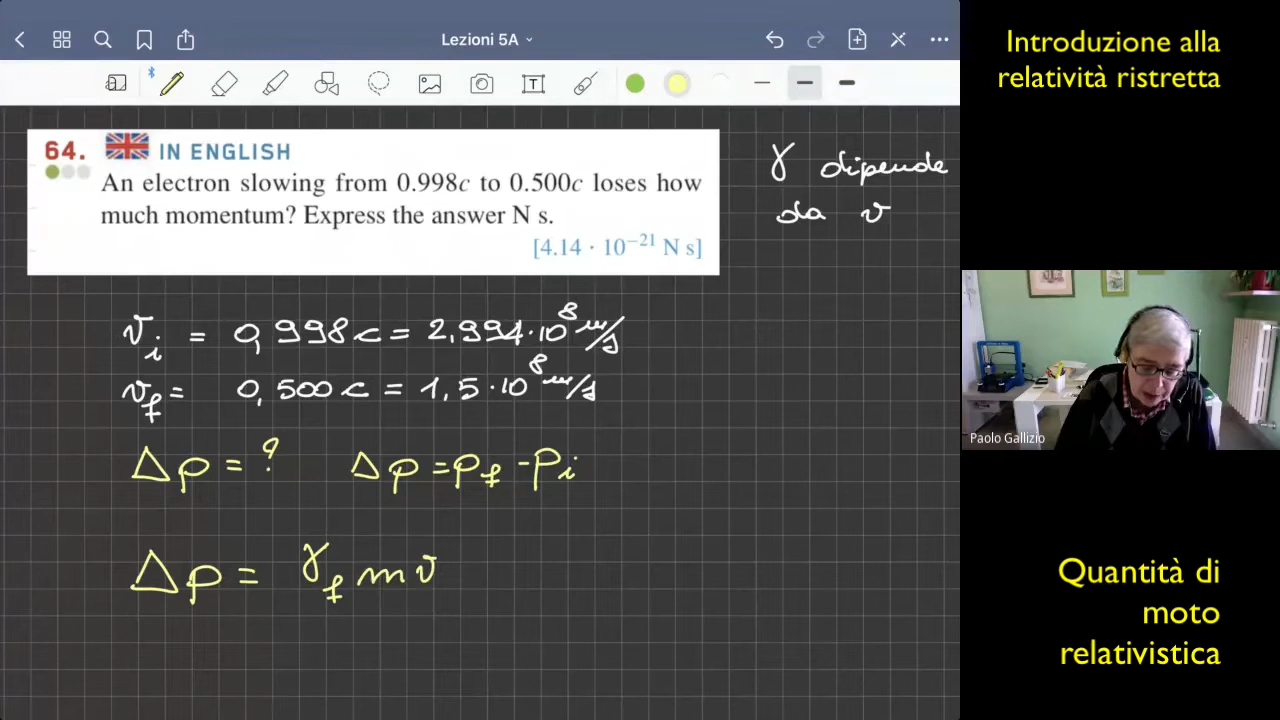 Lezioni 5A
Introduzione alla
relatività ristretta
64. IN ENGLISH
An electron slowing from 0.998c to 0.500c loses how
much momentum? Express the answer N s.
[4.14 · 10⁻²¹ N s]
γ dipende
da v
v_i = 0,998 c = 2,994·10⁸ m/s
v_f = 0,500 c = 1,5·10⁸ m/s
Δp = ? Δp = p_f - p_i
Δp = γ_f m v
Paolo Gallizio
Quantità di
moto
relativistica